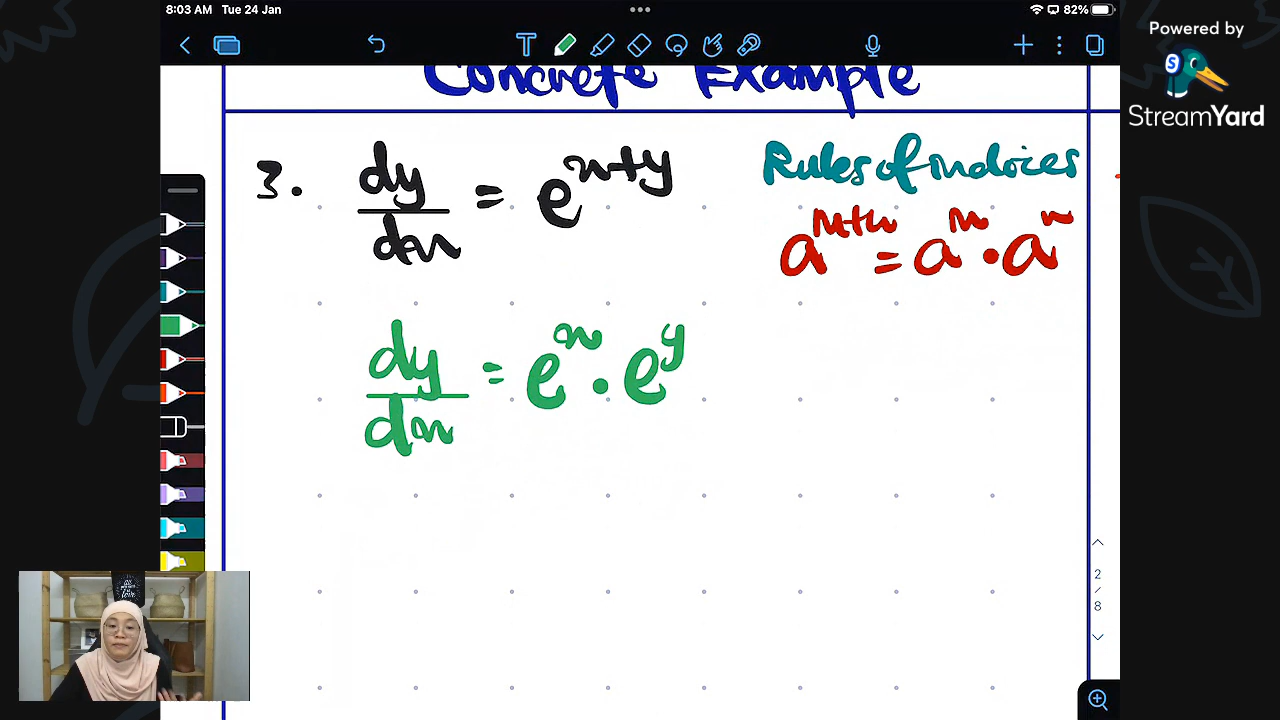 8:03 AM Tue 24 Jan
82%
Powered by
StreamYard
Concrete Example
3. dy/dx = e^(x+y)
Rules of indices
a^(m+n) = a^m · a^n
dy/dx = e^x · e^y
2
/
8